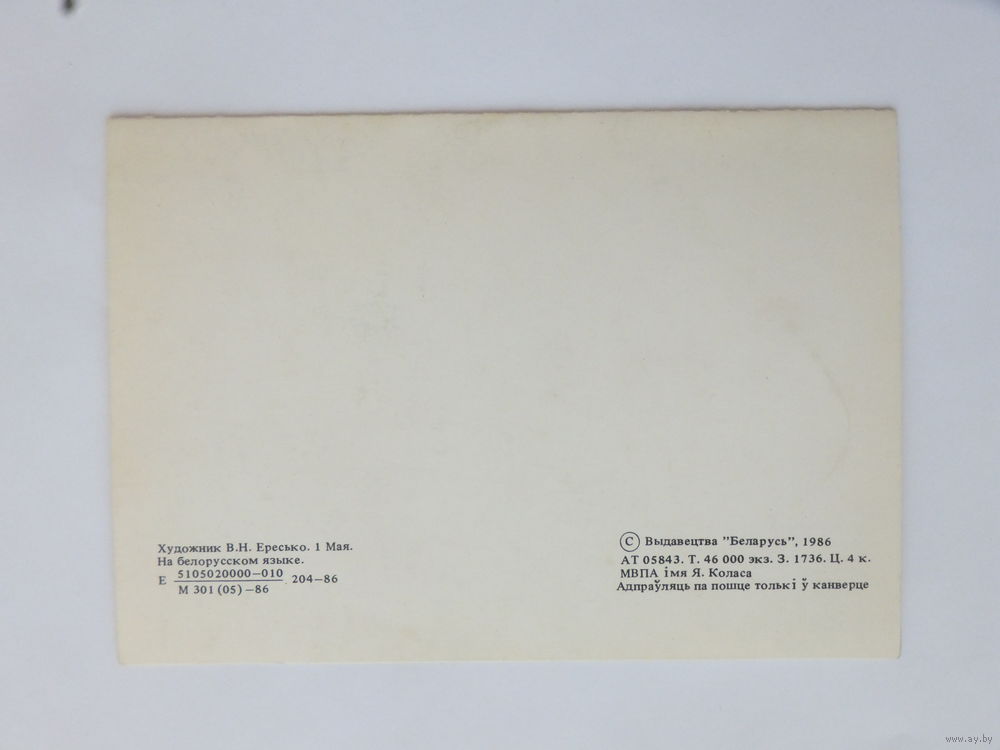 Художник В.Н. Ересько. 1 Мая.
На белорусском языке.
Е 5105020000—010 204—86
М 301 (05) —86
© Выдавецтва "Беларусь", 1986
АТ 05843. Т. 46 000 экз. З. 1736. Ц. 4 к.
МВПА імя Я. Коласа
Адпраўляць па пошце толькі ў канверце
www.ay.by